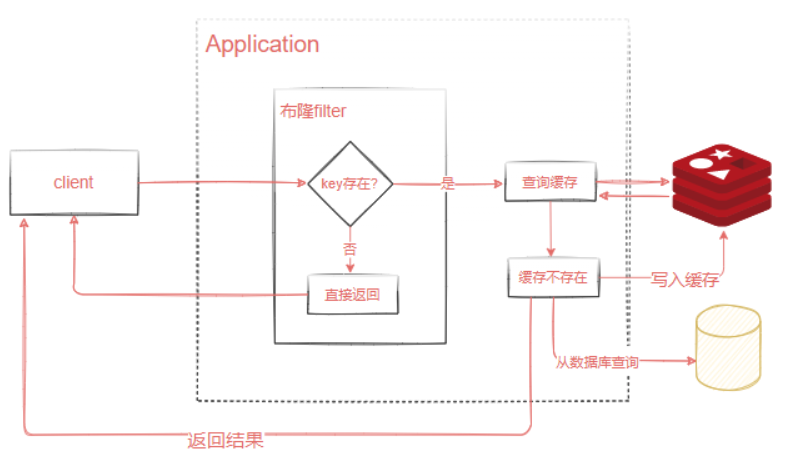 Application
布隆filter
client
key存在?
是
查询缓存
否
直接返回
缓存不存在
写入缓存
从数据库查询
返回结果